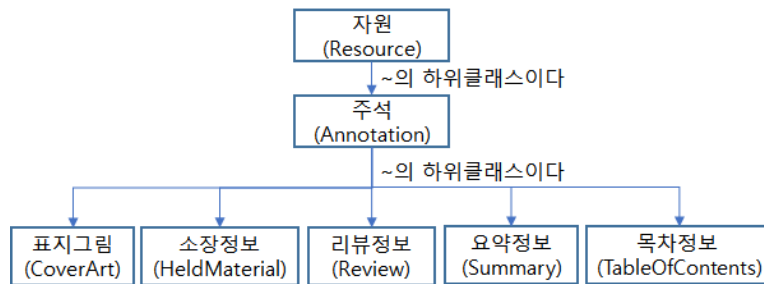 자원
(Resource)
~의 하위클래스이다
주석
(Annotation)
~의 하위클래스이다
표지그림
(CoverArt)
소장정보
(HeldMaterial)
리뷰정보
(Review)
요약정보
(Summary)
목차정보
(TableOfContents)